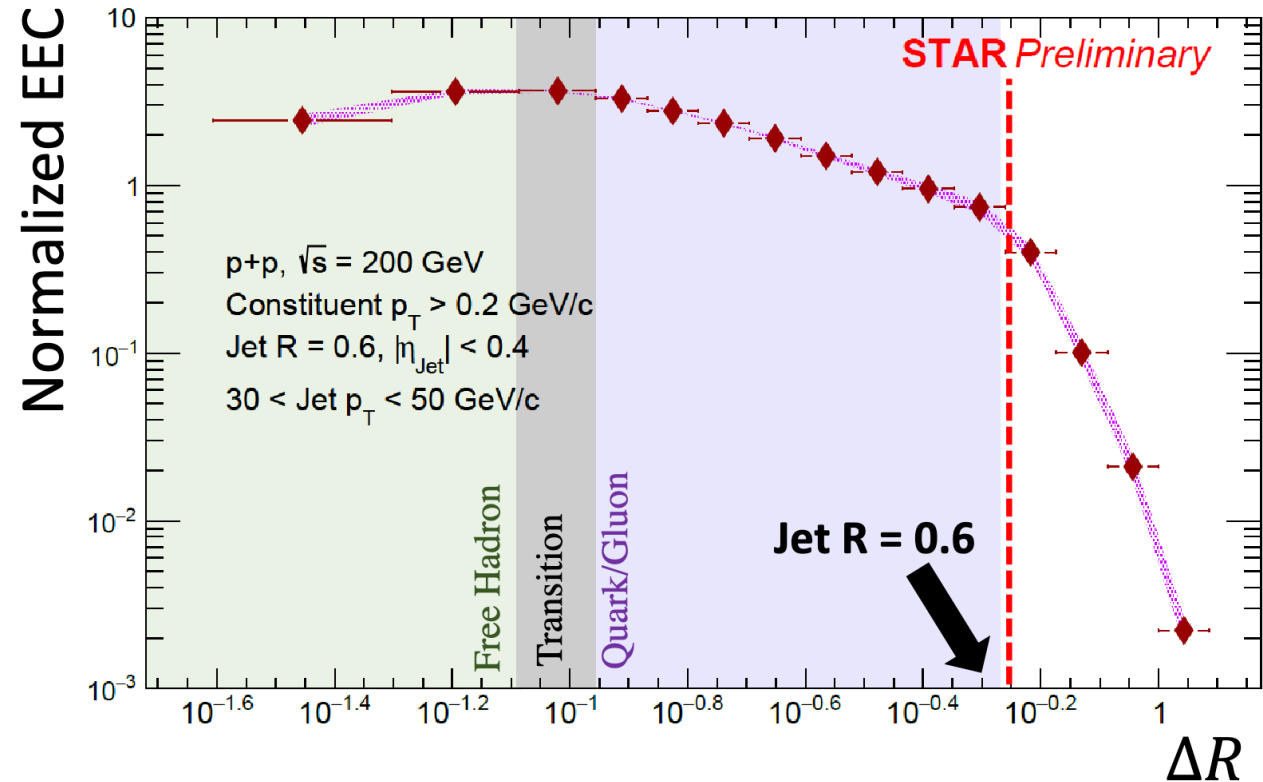 Normalized EEC
10
1
10⁻¹
10⁻²
10⁻³
STAR Preliminary
p+p, √s = 200 GeV
Constituent p_T > 0.2 GeV/c
Jet R = 0.6, |η_Jet| < 0.4
30 < Jet p_T < 50 GeV/c
Free Hadron
Transition
Quark/Gluon
Jet R = 0.6
10⁻¹·⁶ 10⁻¹·⁴ 10⁻¹·² 10⁻¹ 10⁻⁰·⁸ 10⁻⁰·⁶ 10⁻⁰·⁴ 10⁻⁰·² 1
ΔR